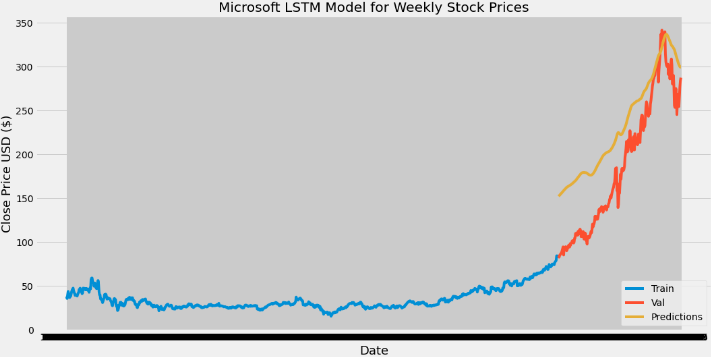 Microsoft LSTM Model for Weekly Stock Prices
350
300
250
200
150
100
50
0
Close Price USD ($)
Train
Val
Predictions
Date